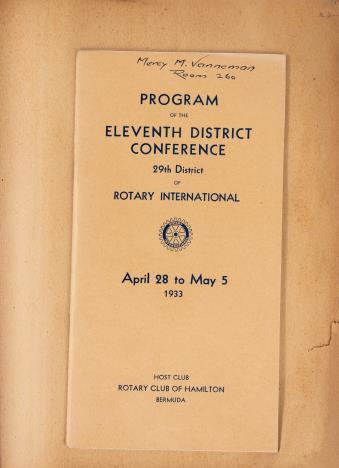 Mercy M. Vanneman
Room 260
PROGRAM
OF THE
ELEVENTH DISTRICT
CONFERENCE
29th District
OF
ROTARY INTERNATIONAL
April 28 to May 5
1933
HOST CLUB
ROTARY CLUB OF HAMILTON
BERMUDA